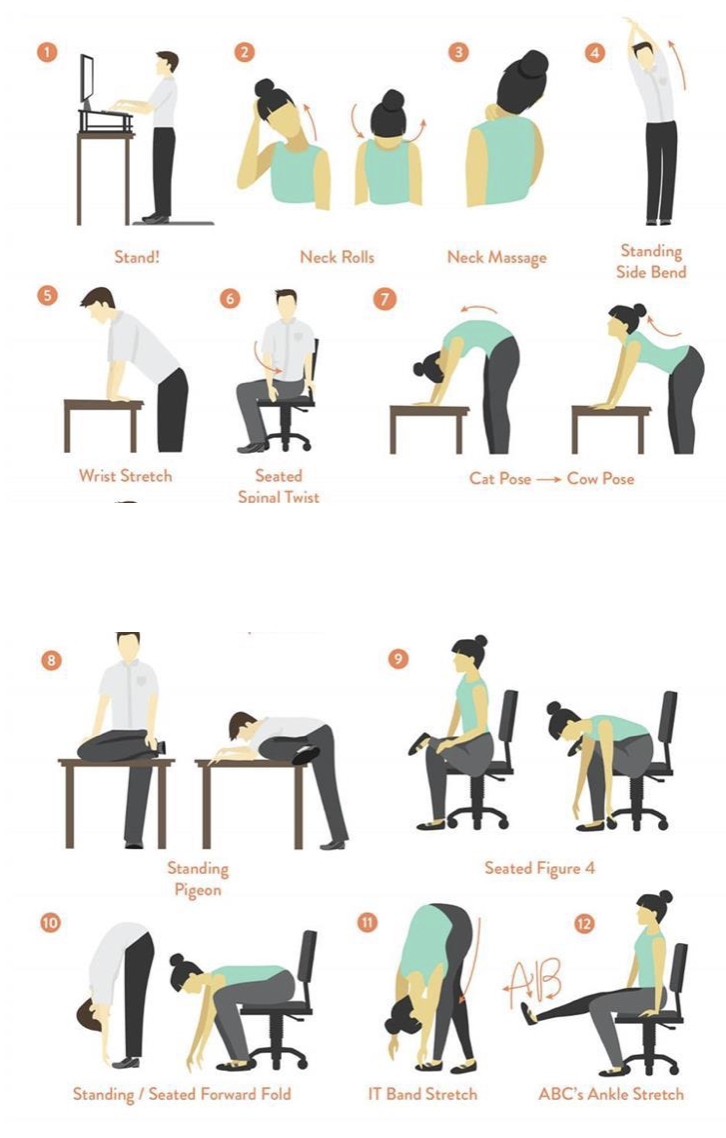 1
2
3
4
Stand!
Neck Rolls
Neck Massage
Standing
Side Bend
5
6
7
Wrist Stretch
Seated
Spinal Twist
Cat Pose → Cow Pose
8
9
Standing
Pigeon
Seated Figure 4
10
11
12
AB
Standing / Seated Forward Fold
IT Band Stretch
ABC's Ankle Stretch